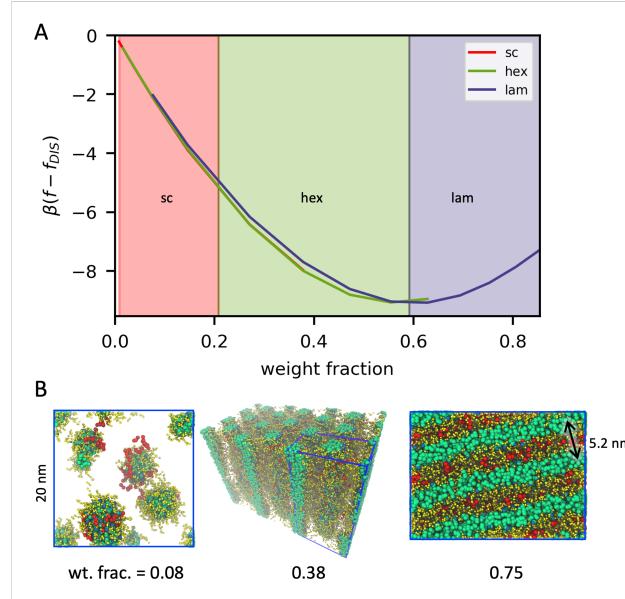 A
0
−2
−4
−6
−8
β(f − f_DIS)
sc
hex
lam
sc
hex
lam
0.0 0.2 0.4 0.6 0.8
weight fraction
B
20 nm
5.2 nm
wt. frac. = 0.08 0.38 0.75